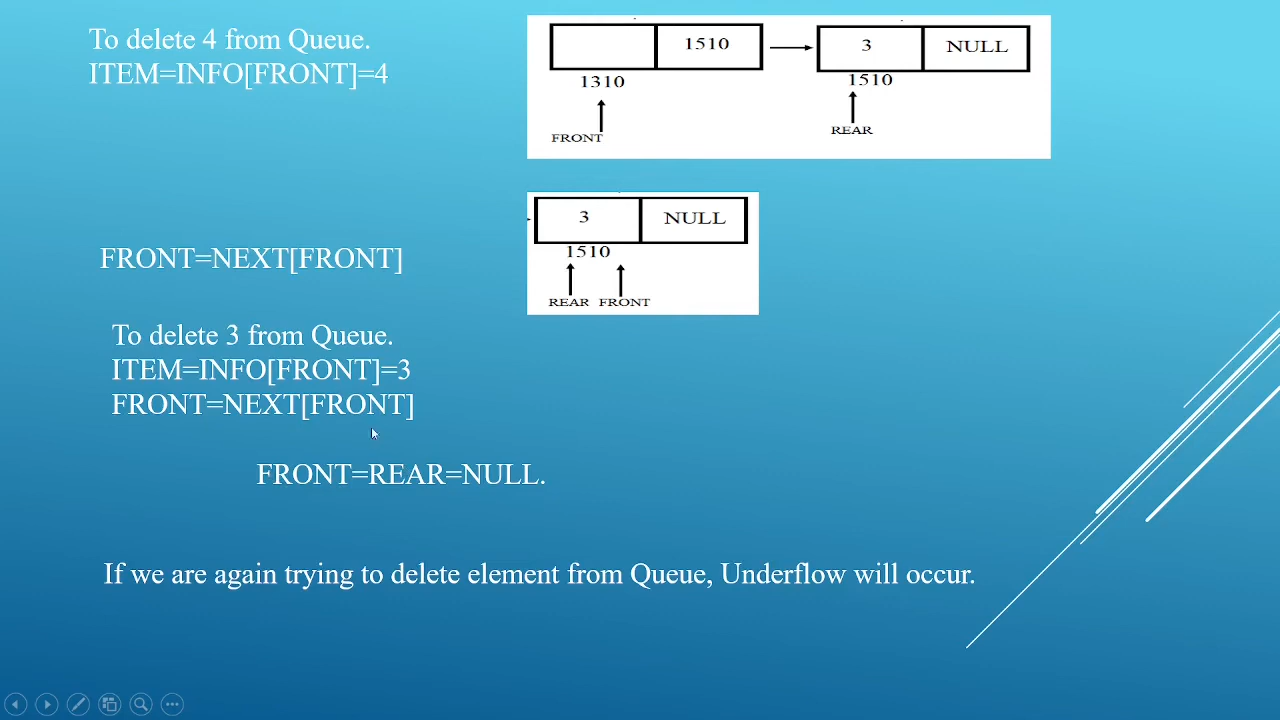 To delete 4 from Queue.
ITEM=INFO[FRONT]=4
1510
3 NULL
1310
1510
FRONT
REAR
3 NULL
1510
REAR FRONT
FRONT=NEXT[FRONT]
To delete 3 from Queue.
ITEM=INFO[FRONT]=3
FRONT=NEXT[FRONT]
FRONT=REAR=NULL.
If we are again trying to delete element from Queue, Underflow will occur.